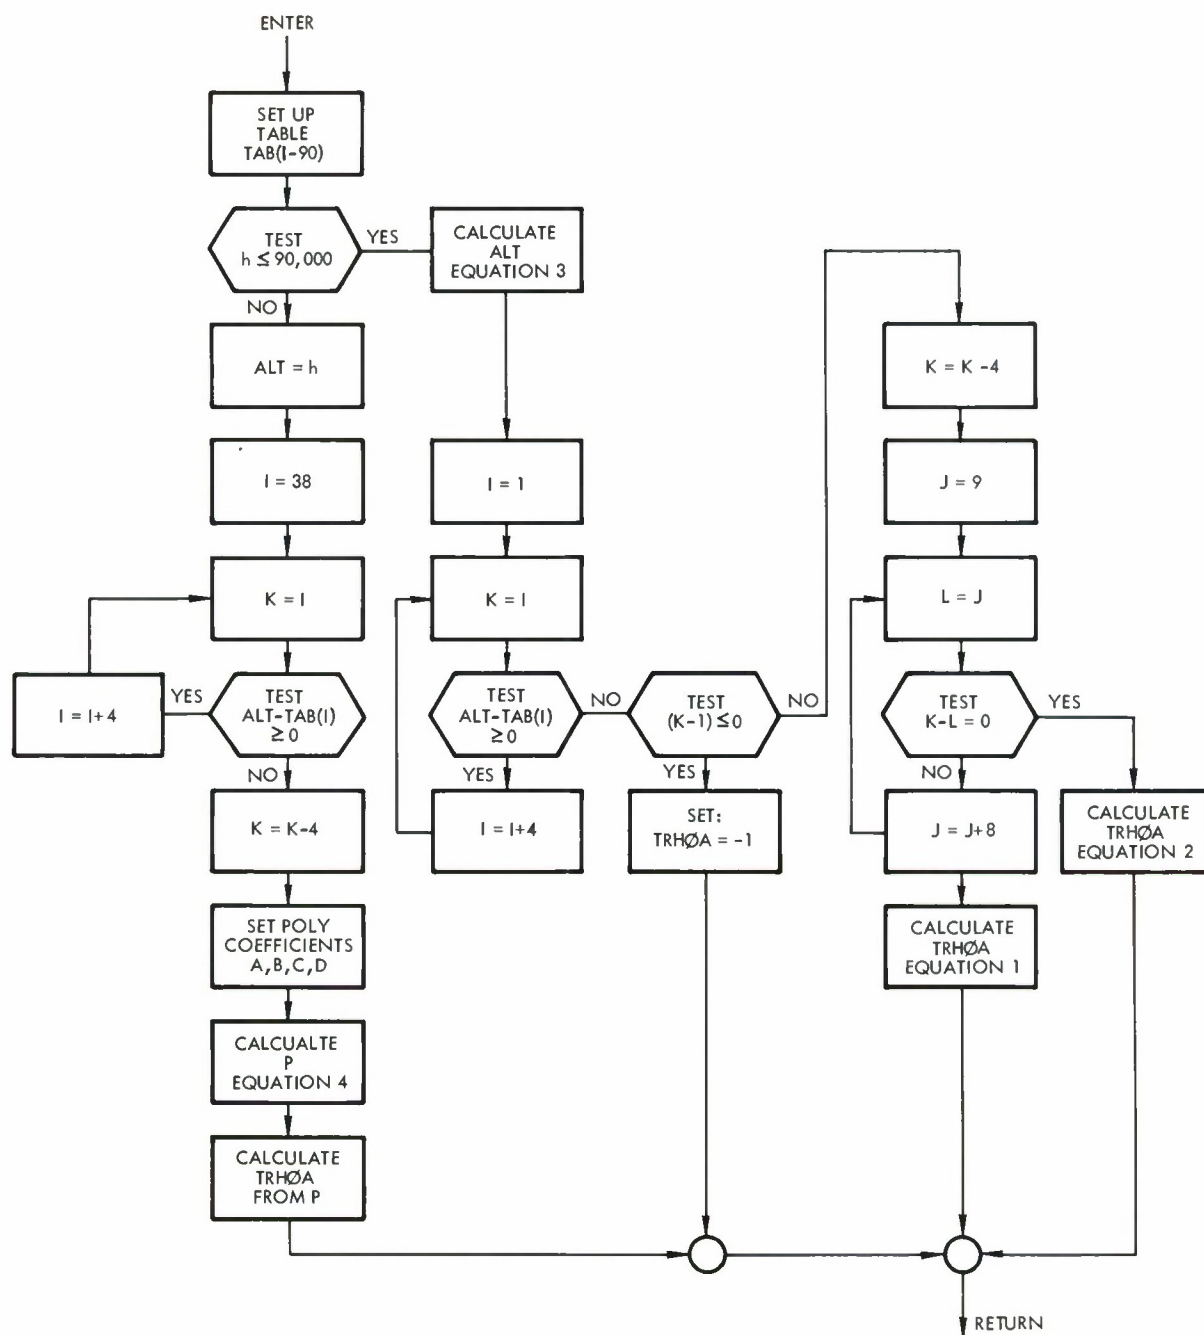 ENTER
SET UP
TABLE
TAB(I-90)
TEST
h ≤ 90,000
YES
NO
CALCULATE
ALT
EQUATION 3
ALT = h
I = 38
K = I
TEST
ALT-TAB(I)
≥ 0
YES
I = I+4
NO
K = K-4
SET POLY
COEFFICIENTS
A,B,C,D
CALCUALTE
P
EQUATION 4
CALCULATE
TRHØA
FROM P
I = 1
K = I
TEST
ALT-TAB(I)
≥ 0
NO
YES
I = I+4
TEST
(K-1) ≤ 0
NO
YES
SET:
TRHØA = -1
K = K -4
J = 9
L = J
TEST
K-L = 0
YES
NO
J = J+8
CALCULATE
TRHØA
EQUATION 1
CALCULATE
TRHØA
EQUATION 2
RETURN